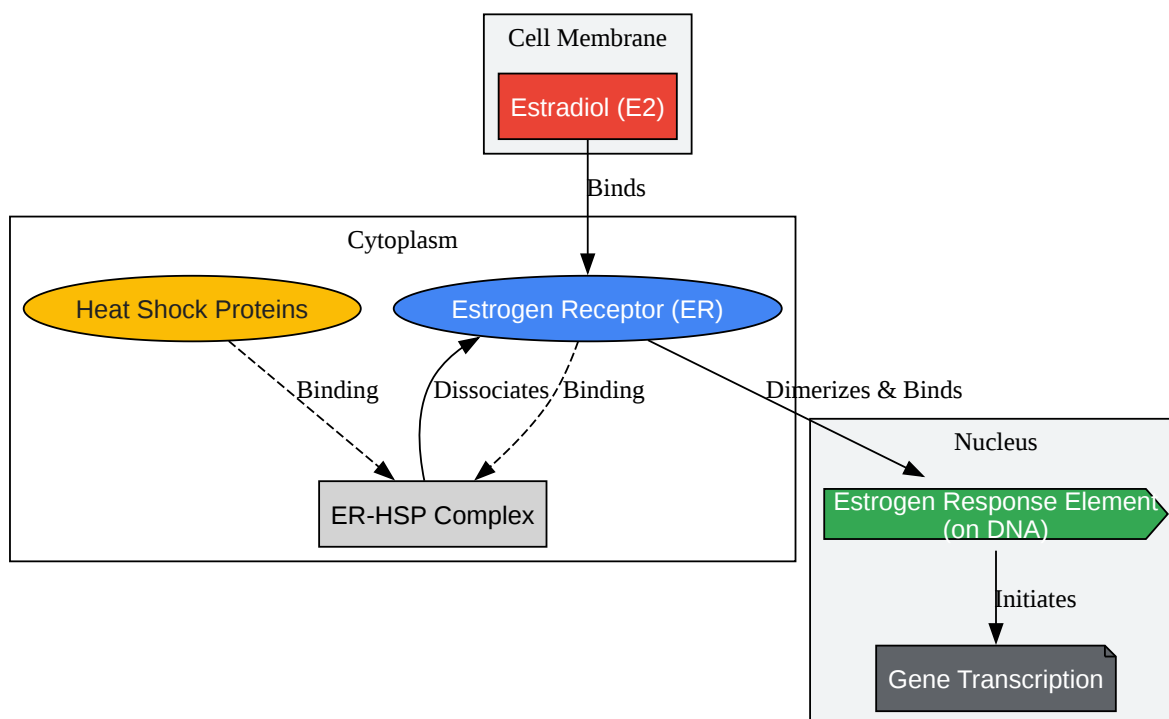 Cell Membrane
Estradiol (E2)
Binds
Cytoplasm
Heat Shock Proteins
Estrogen Receptor (ER)
Binding
Dissociates
Binding
Dimerizes & Binds
Nucleus
ER-HSP Complex
Estrogen Response Element
(on DNA)
Initiates
Gene Transcription